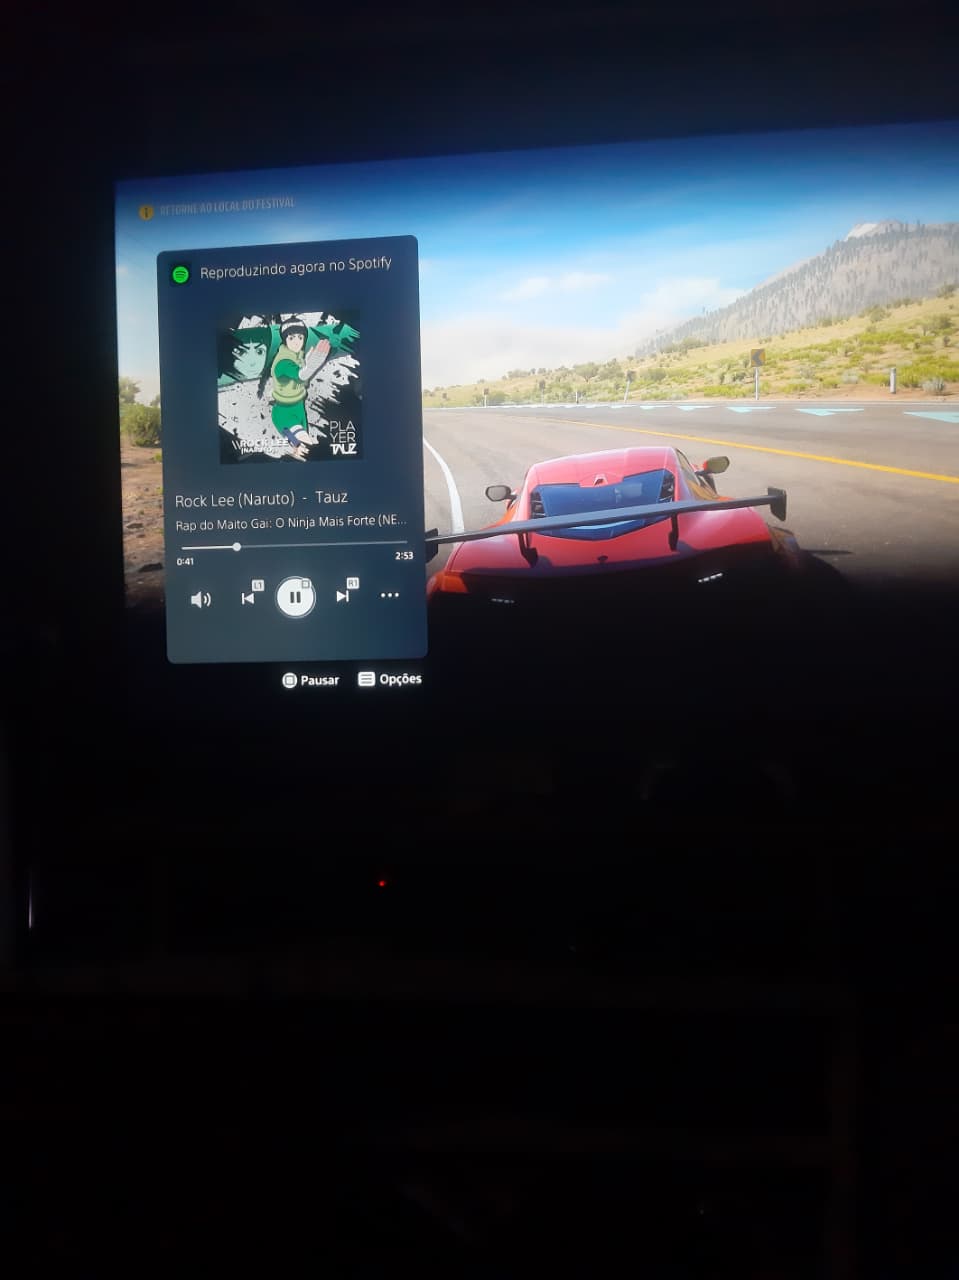 RETORNE AO LOCAL DO FESTIVAL
Reproduzindo agora no Spotify
\\ROCK LEE
(NARUTO)
PLA
YER
TAUZ
Rock Lee (Naruto) - Tauz
Rap do Maito Gai: O Ninja Mais Forte (NE...
0:41
2:53
L1
R1
Pausar
Opções